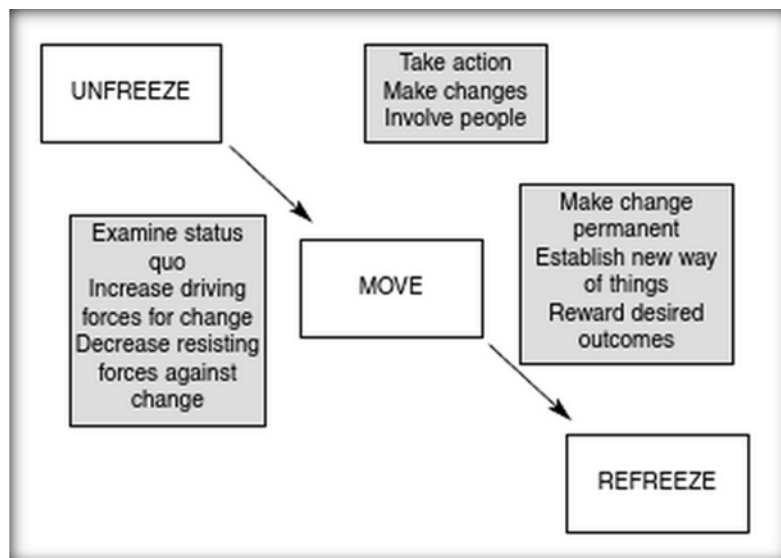 UNFREEZE
Take action
Make changes
Involve people
Examine status
quo
Increase driving
forces for change
Decrease resisting
forces against
change
MOVE
Make change
permanent
Establish new way
of things
Reward desired
outcomes
REFREEZE